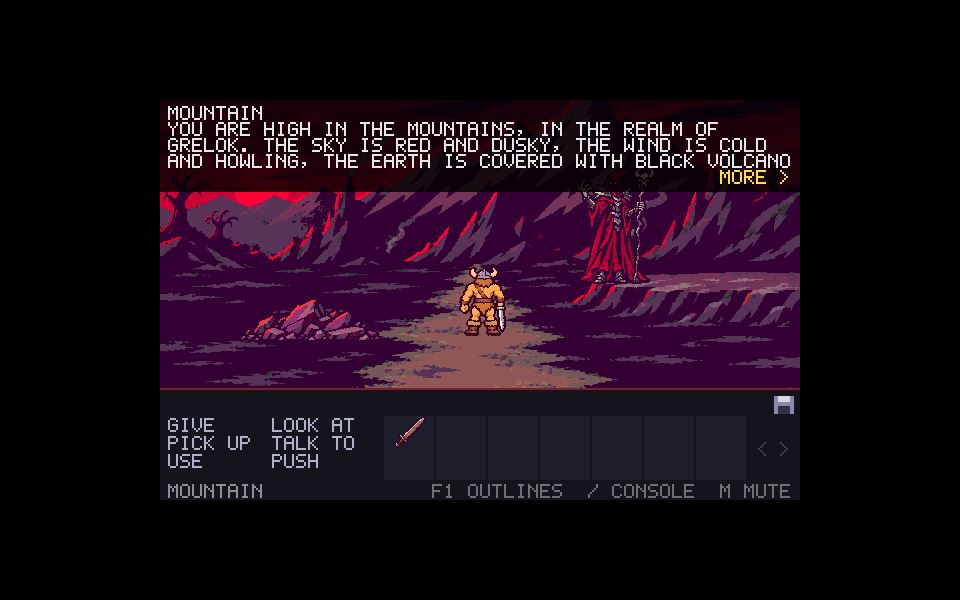 MOUNTAIN
YOU ARE HIGH IN THE MOUNTAINS, IN THE REALM OF
GRELOK. THE SKY IS RED AND DUSKY, THE WIND IS COLD
AND HOWLING, THE EARTH IS COVERED WITH BLACK VOLCANO
MORE >
GIVE LOOK AT
PICK UP TALK TO
USE PUSH
< >
MOUNTAIN F1 OUTLINES / CONSOLE M MUTE